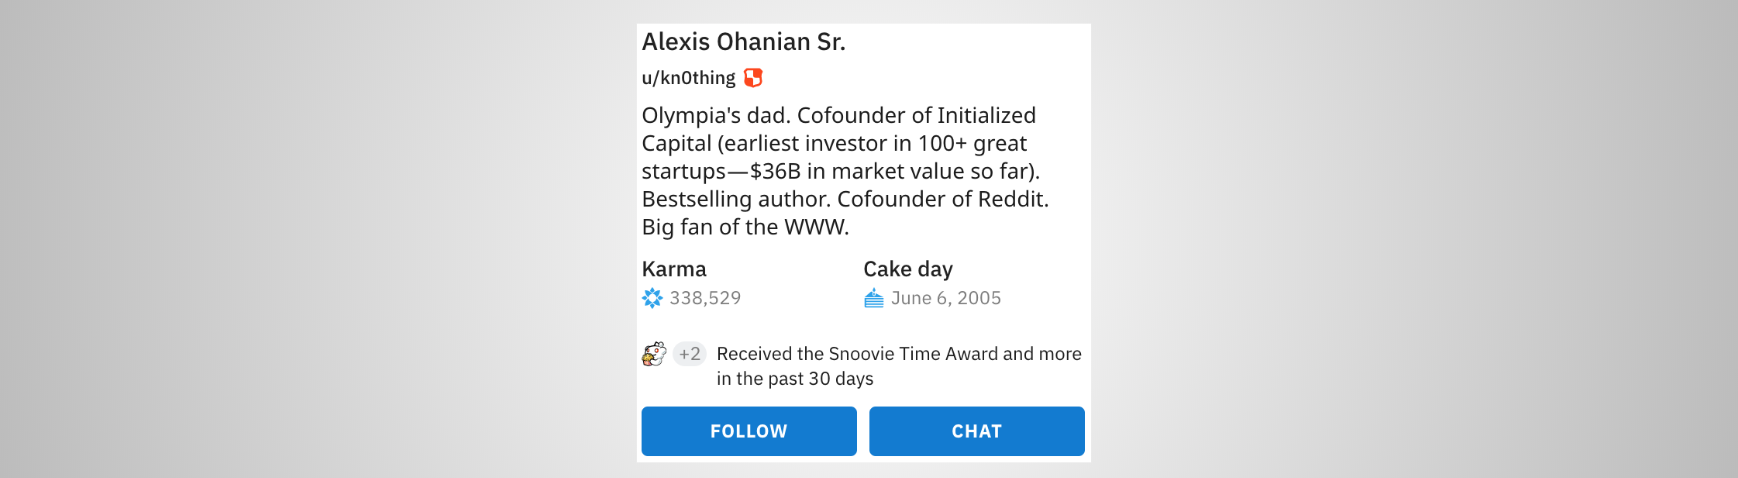 Alexis Ohanian Sr.
u/kn0thing
Olympia's dad. Cofounder of Initialized
Capital (earliest investor in 100+ great
startups—$36B in market value so far).
Bestselling author. Cofounder of Reddit.
Big fan of the WWW.
Karma
338,529
Cake day
June 6, 2005
+2
Received the Snoovie Time Award and more
in the past 30 days
FOLLOW
CHAT